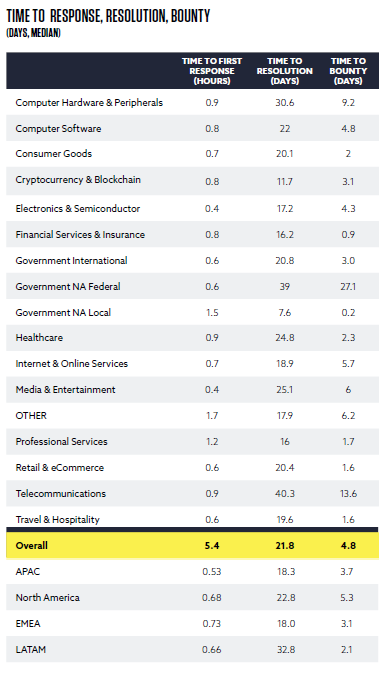 TIME TO RESPONSE, RESOLUTION, BOUNTY
(DAYS, MEDIAN)
TIME TO FIRST RESPONSE (HOURS) TIME TO RESOLUTION (DAYS) TIME TO BOUNTY (DAYS)
Computer Hardware & Peripherals 0.9 30.6 9.2
Computer Software 0.8 22 4.8
Consumer Goods 0.7 20.1 2
Cryptocurrency & Blockchain 0.8 11.7 3.1
Electronics & Semiconductor 0.4 17.2 4.3
Financial Services & Insurance 0.8 16.2 0.9
Government International 0.6 20.8 3.0
Government NA Federal 0.6 39 27.1
Government NA Local 1.5 7.6 0.2
Healthcare 0.9 24.8 2.3
Internet & Online Services 0.7 18.9 5.7
Media & Entertainment 0.4 25.1 6
OTHER 1.7 17.9 6.2
Professional Services 1.2 16 1.7
Retail & eCommerce 0.6 20.4 1.6
Telecommunications 0.9 40.3 13.6
Travel & Hospitality 0.6 19.6 1.6
Overall 5.4 21.8 4.8
APAC 0.53 18.3 3.7
North America 0.68 22.8 5.3
EMEA 0.73 18.0 3.1
LATAM 0.66 32.8 2.1